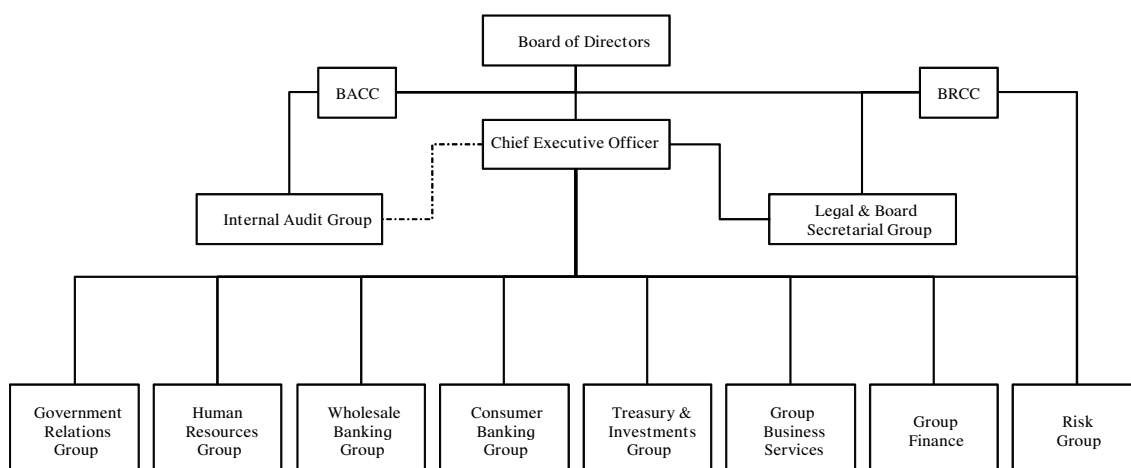 Board of Directors
BACC
BRCC
Chief Executive Officer
Internal Audit Group
Legal & Board
Secretarial Group
Government
Relations
Group
Human
Resources
Group
Wholesale
Banking
Group
Consumer
Banking
Group
Treasury &
Investments
Group
Group
Business
Services
Group
Finance
Risk
Group